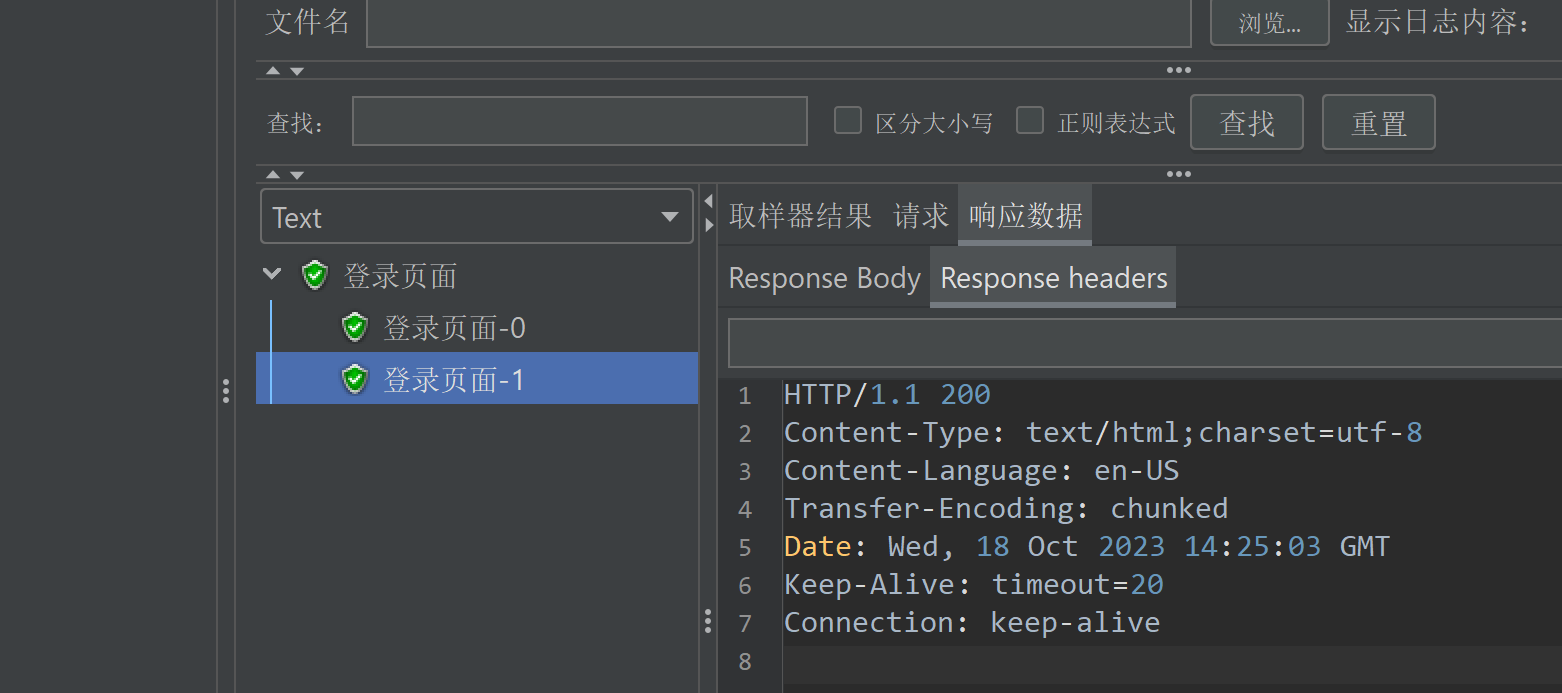 文件名 浏览... 显示日志内容：
查找： 区分大小写 正则表达式 查找 重置
Text
取样器结果 请求 响应数据
登录页面
登录页面-0
登录页面-1
Response Body Response headers
1 HTTP/1.1 200
2 Content-Type: text/html;charset=utf-8
3 Content-Language: en-US
4 Transfer-Encoding: chunked
5 Date: Wed, 18 Oct 2023 14:25:03 GMT
6 Keep-Alive: timeout=20
7 Connection: keep-alive
8